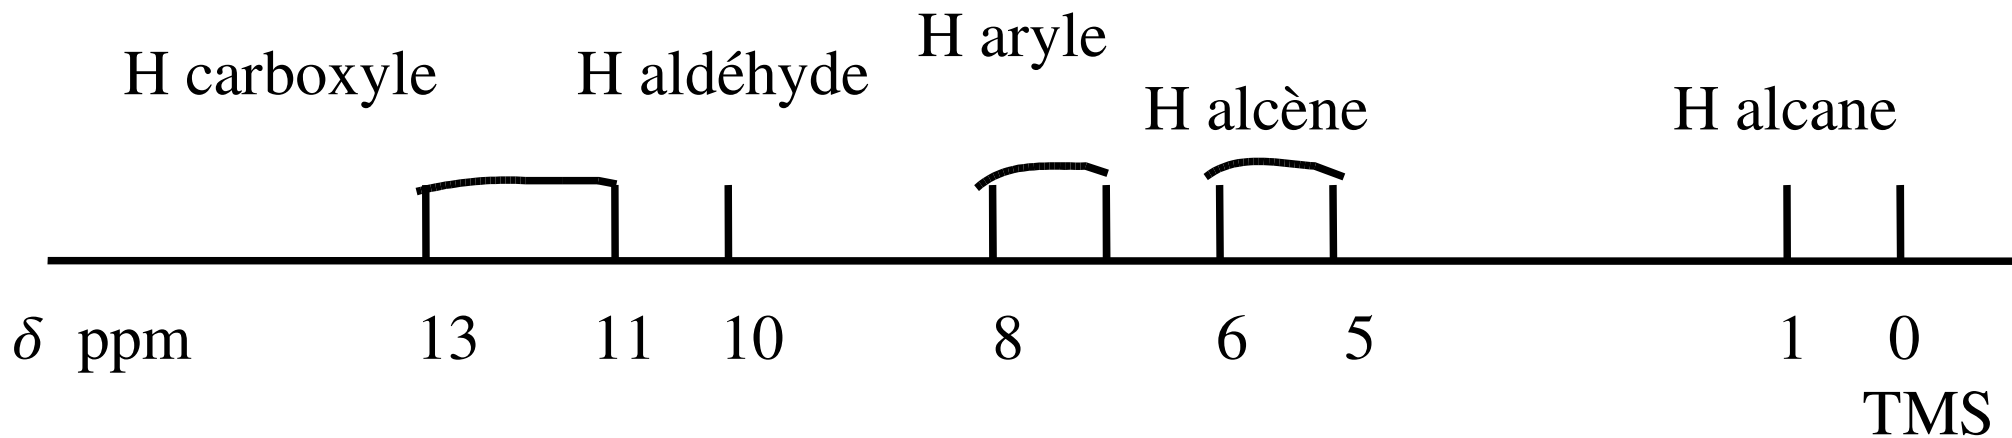 H aryle
H carboxyle H aldéhyde
H alcène H alcane
δ ppm 13 11 10 8 6 5 1 0
TMS